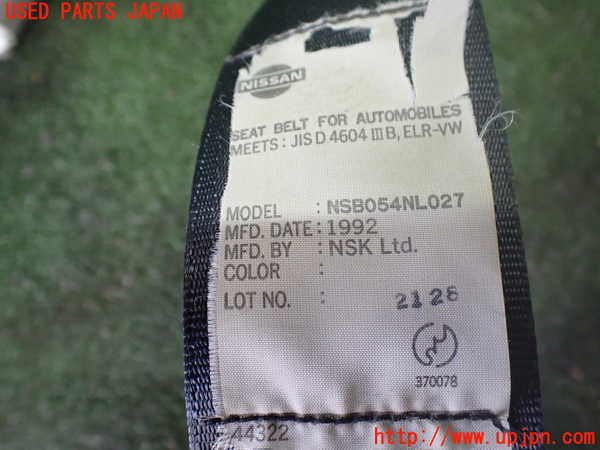 USED PARTS JAPAN
NISSAN
SEAT BELT FOR AUTOMOBILES
MEETS: JIS D 4604 III B, ELR-VW
MODEL : NSB054NL027
MFD. DATE: 1992
MFD. BY : NSK Ltd.
COLOR :
LOT NO. : 2128
370078
44322
http://www.upjpn.com/